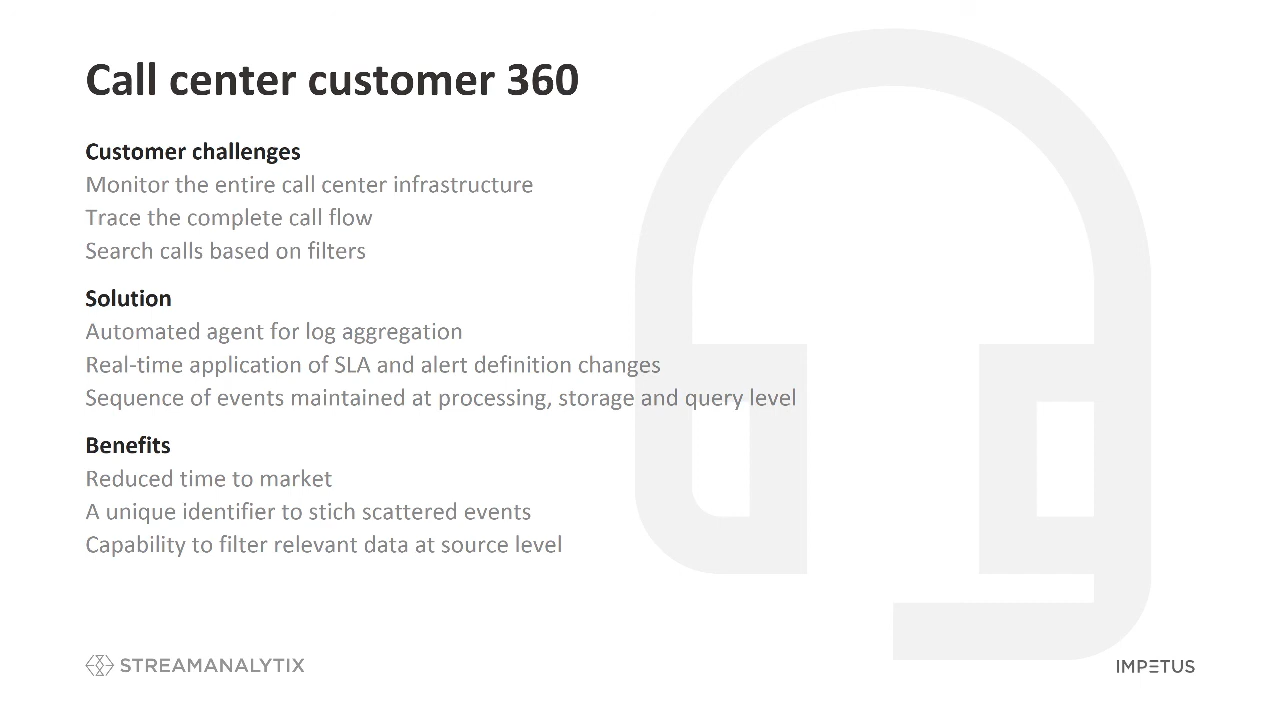 Call center customer 360
Customer challenges
Monitor the entire call center infrastructure
Trace the complete call flow
Search calls based on filters
Solution
Automated agent for log aggregation
Real-time application of SLA and alert definition changes
Sequence of events maintained at processing, storage and query level
Benefits
Reduced time to market
A unique identifier to stich scattered events
Capability to filter relevant data at source level
STREAMANALYTIX
IMPETUS